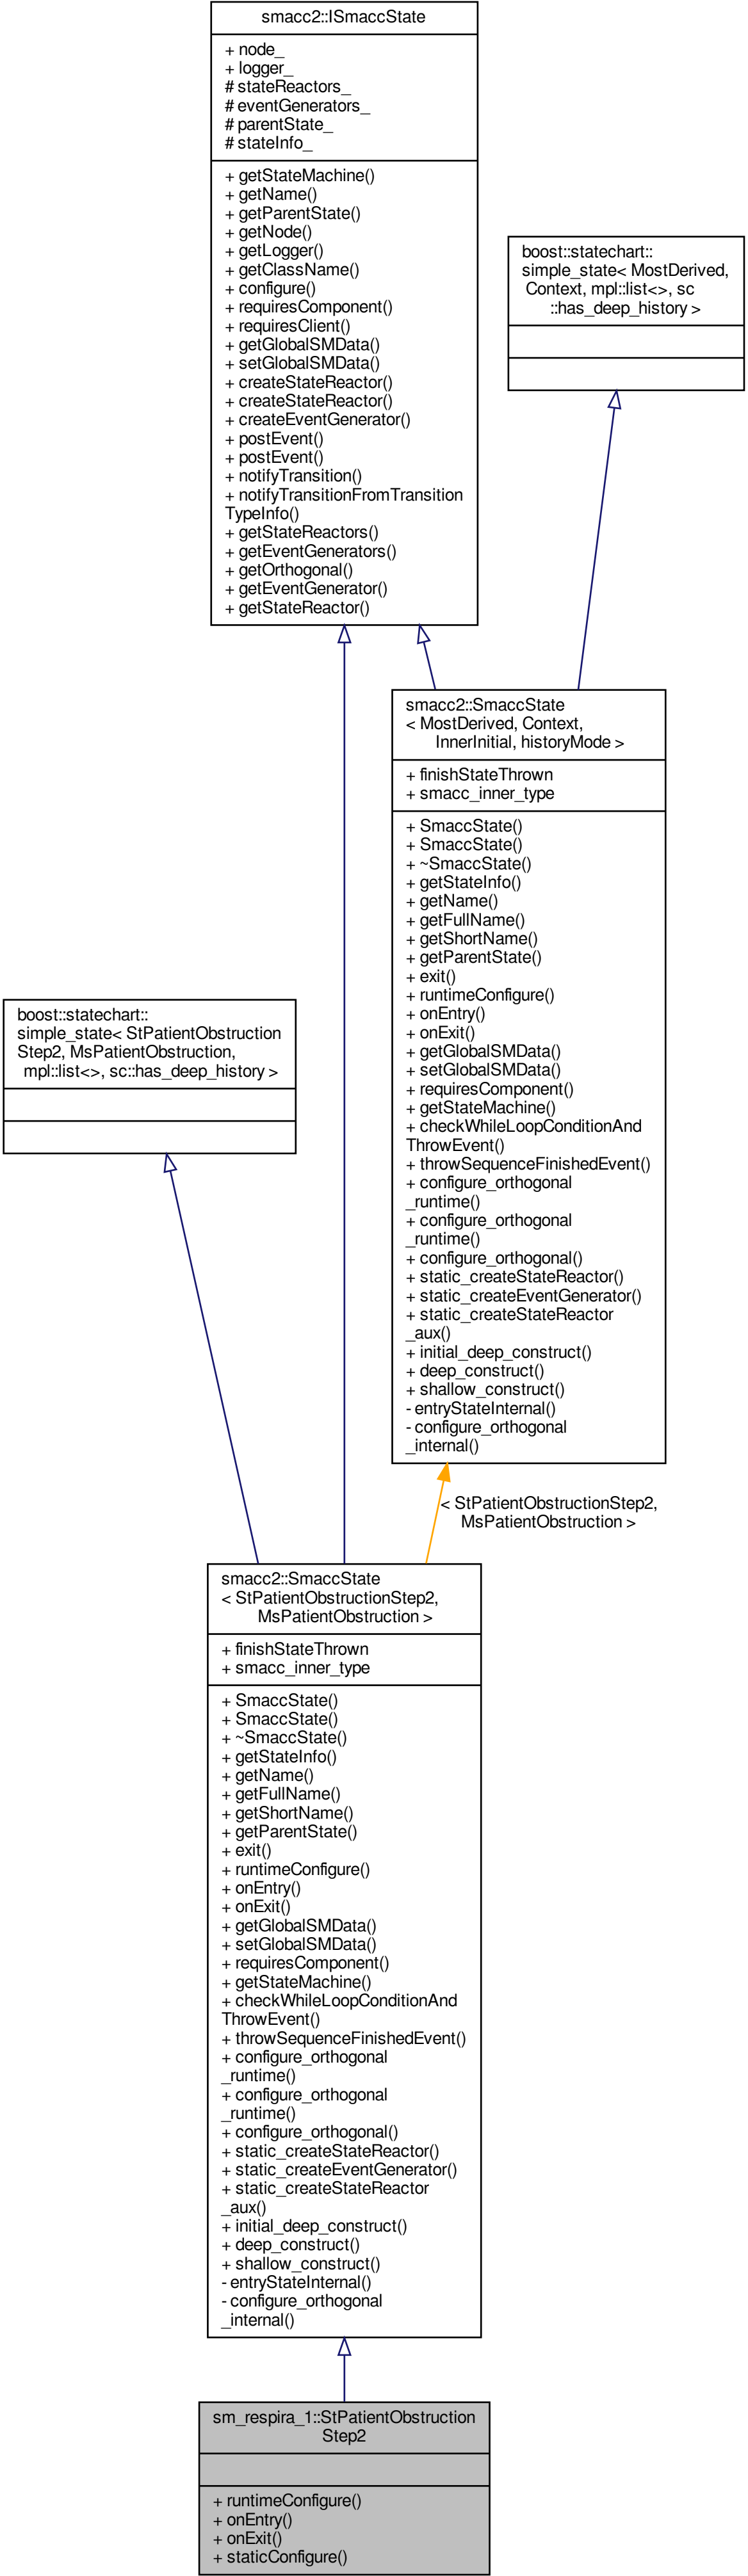 smacc2::ISmaccState
+ node_
+ logger_
# stateReactors_
# eventGenerators_
# parentState_
# stateInfo_
+ getStateMachine()
+ getName()
+ getParentState()
+ getNode()
+ getLogger()
+ getClassName()
+ configure()
+ requiresComponent()
+ requiresClient()
+ getGlobalSMData()
+ setGlobalSMData()
+ createStateReactor()
+ createStateReactor()
+ createEventGenerator()
+ postEvent()
+ postEvent()
+ notifyTransition()
+ notifyTransitionFromTransition
TypeInfo()
+ getStateReactors()
+ getEventGenerators()
+ getOrthogonal()
+ getEventGenerator()
+ getStateReactor()
boost::statechart::
simple_state< MostDerived,
Context, mpl::list<>, sc
::has_deep_history >
smacc2::SmaccState
< MostDerived, Context,
InnerInitial, historyMode >
+ finishStateThrown
+ smacc_inner_type
+ SmaccState()
+ SmaccState()
+ ~SmaccState()
+ getStateInfo()
+ getName()
+ getFullName()
+ getShortName()
+ getParentState()
+ exit()
+ runtimeConfigure()
+ onEntry()
+ onExit()
+ getGlobalSMData()
+ setGlobalSMData()
+ requiresComponent()
+ getStateMachine()
+ checkWhileLoopConditionAnd
ThrowEvent()
+ throwSequenceFinishedEvent()
+ configure_orthogonal
_runtime()
+ configure_orthogonal
_runtime()
+ configure_orthogonal()
+ static_createStateReactor()
+ static_createEventGenerator()
+ static_createStateReactor
_aux()
+ initial_deep_construct()
+ deep_construct()
+ shallow_construct()
- entryStateInternal()
- configure_orthogonal
_internal()
boost::statechart::
simple_state< StPatientObstruction
Step2, MsPatientObstruction,
mpl::list<>, sc::has_deep_history >
< StPatientObstructionStep2,
MsPatientObstruction >
smacc2::SmaccState
< StPatientObstructionStep2,
MsPatientObstruction >
+ finishStateThrown
+ smacc_inner_type
+ SmaccState()
+ SmaccState()
+ ~SmaccState()
+ getStateInfo()
+ getName()
+ getFullName()
+ getShortName()
+ getParentState()
+ exit()
+ runtimeConfigure()
+ onEntry()
+ onExit()
+ getGlobalSMData()
+ setGlobalSMData()
+ requiresComponent()
+ getStateMachine()
+ checkWhileLoopConditionAnd
ThrowEvent()
+ throwSequenceFinishedEvent()
+ configure_orthogonal
_runtime()
+ configure_orthogonal
_runtime()
+ configure_orthogonal()
+ static_createStateReactor()
+ static_createEventGenerator()
+ static_createStateReactor
_aux()
+ initial_deep_construct()
+ deep_construct()
+ shallow_construct()
- entryStateInternal()
- configure_orthogonal
_internal()
sm_respira_1::StPatientObstruction
Step2
+ runtimeConfigure()
+ onEntry()
+ onExit()
+ staticConfigure()